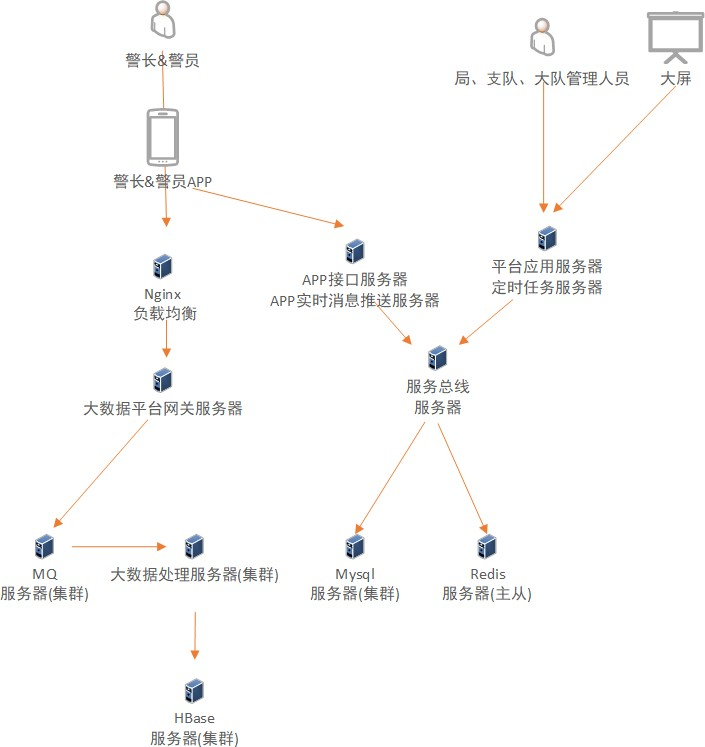 警长&警员
局、支队、大队管理人员
大屏
警长&警员APP
Nginx
负载均衡
APP接口服务器
APP实时消息推送服务器
平台应用服务器
定时任务服务器
大数据平台网关服务器
服务总线
服务器
MQ
服务器(集群)
大数据处理服务器(集群)
Mysql
服务器(集群)
Redis
服务器(主从)
HBase
服务器(集群)